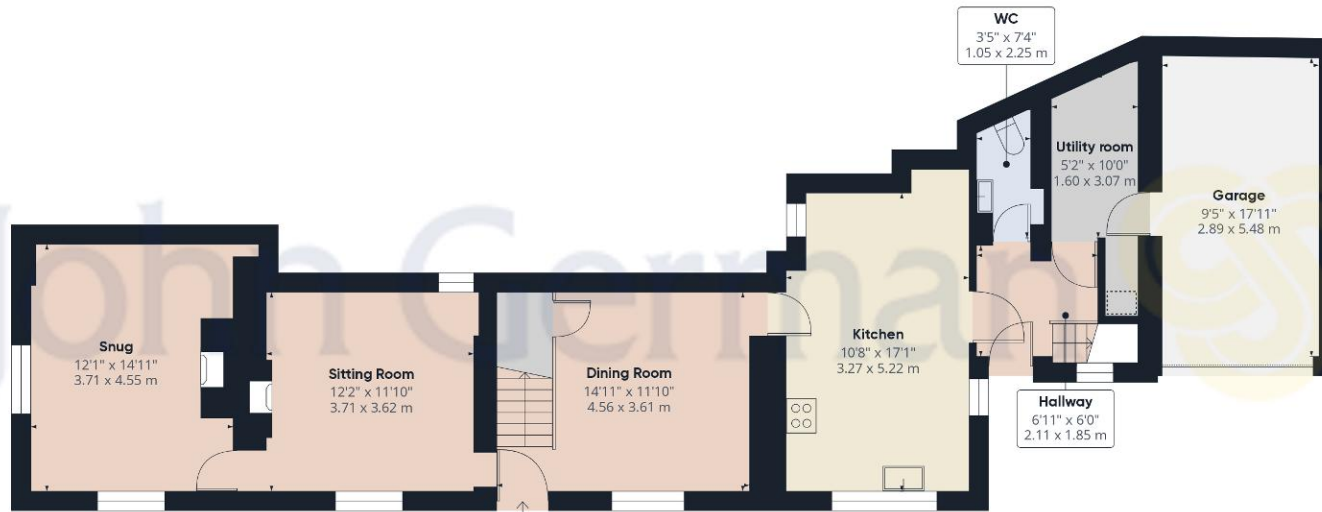 WC
3'5" x 7'4"
1.05 x 2.25 m
Utility room
5'2" x 10'0"
1.60 x 3.07 m
Garage
9'5" x 17'11"
2.89 x 5.48 m
John German
Snug
12'1" x 14'11"
3.71 x 4.55 m
Sitting Room
12'2" x 11'10"
3.71 x 3.62 m
Dining Room
14'11" x 11'10"
4.56 x 3.61 m
Kitchen
10'8" x 17'1"
3.27 x 5.22 m
Hallway
6'11" x 6'0"
2.11 x 1.85 m